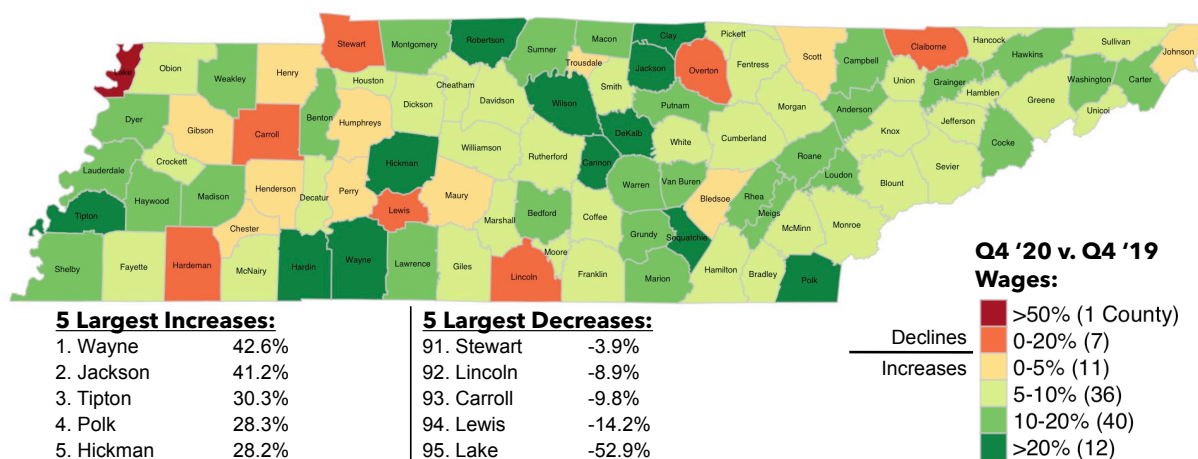 Stewart
Montgomery
Robertson
Sumner
Macon
Clay
Pickett
Scott
Claiborne
Hancock
Sullivan
Johnson
Lake
Obion
Weakley
Henry
Houston
Cheatham
Trousdale
Smith
Jackson
Overton
Fentress
Campbell
Union
Grainger
Hawkins
Hamblen
Washington
Carter
Unicoi
Greene
Dyer
Gibson
Carroll
Benton
Humphreys
Dickson
Davidson
Wilson
DeKalb
Putnam
Morgan
Anderson
Knox
Jefferson
Cocke
Sevier
Lauderdale
Crockett
Haywood
Madison
Henderson
Decatur
Perry
Hickman
Williamson
Rutherford
Cannon
White
Cumberland
Roane
Loudon
Blount
Tipton
Chester
Lewis
Maury
Marshall
Bedford
Coffee
Warren
Van Buren
Bledsoe
Rhea
Meigs
McMinn
Monroe
Shelby
Fayette
Hardeman
McNairy
Hardin
Wayne
Lawrence
Giles
Lincoln
Moore
Franklin
Grundy
Marion
Sequatchie
Hamilton
Bradley
Polk
5 Largest Increases:
1. Wayne 42.6%
2. Jackson 41.2%
3. Tipton 30.3%
4. Polk 28.3%
5. Hickman 28.2%
5 Largest Decreases:
91. Stewart -3.9%
92. Lincoln -8.9%
93. Carroll -9.8%
94. Lewis -14.2%
95. Lake -52.9%
Q4 ‘20 v. Q4 ‘19
Wages:
Declines
Increases
>50% (1 County)
0-20% (7)
0-5% (11)
5-10% (36)
10-20% (40)
>20% (12)